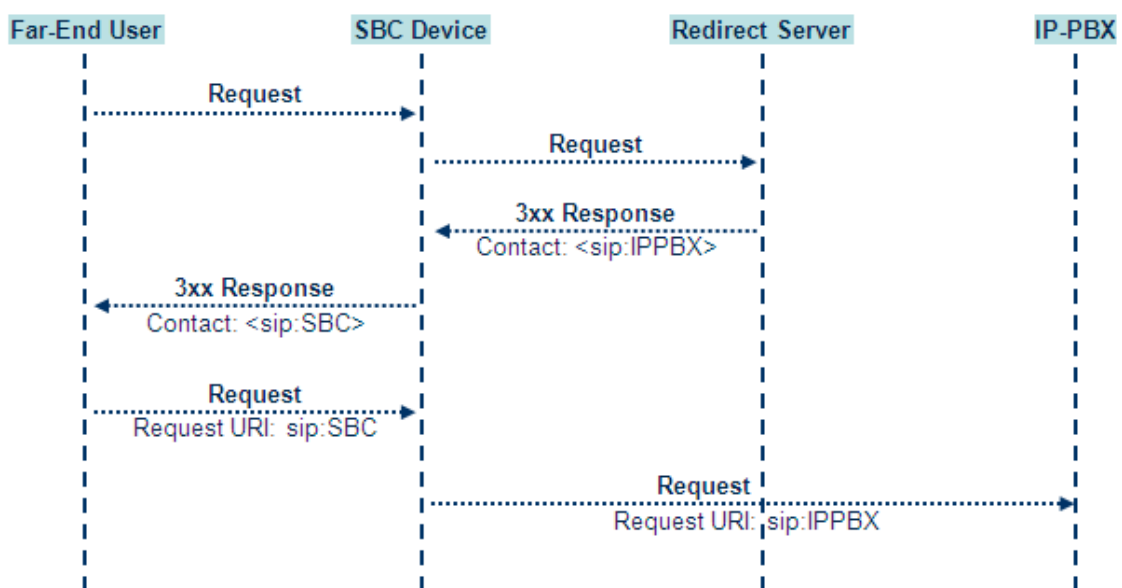 Far-End User
SBC Device
Redirect Server
IP-PBX
Request
Request
3xx Response
Contact: <sip:IPPBX>
3xx Response
Contact: <sip:SBC>
Request
Request URI: sip:SBC
Request
Request URI: sip:IPPBX